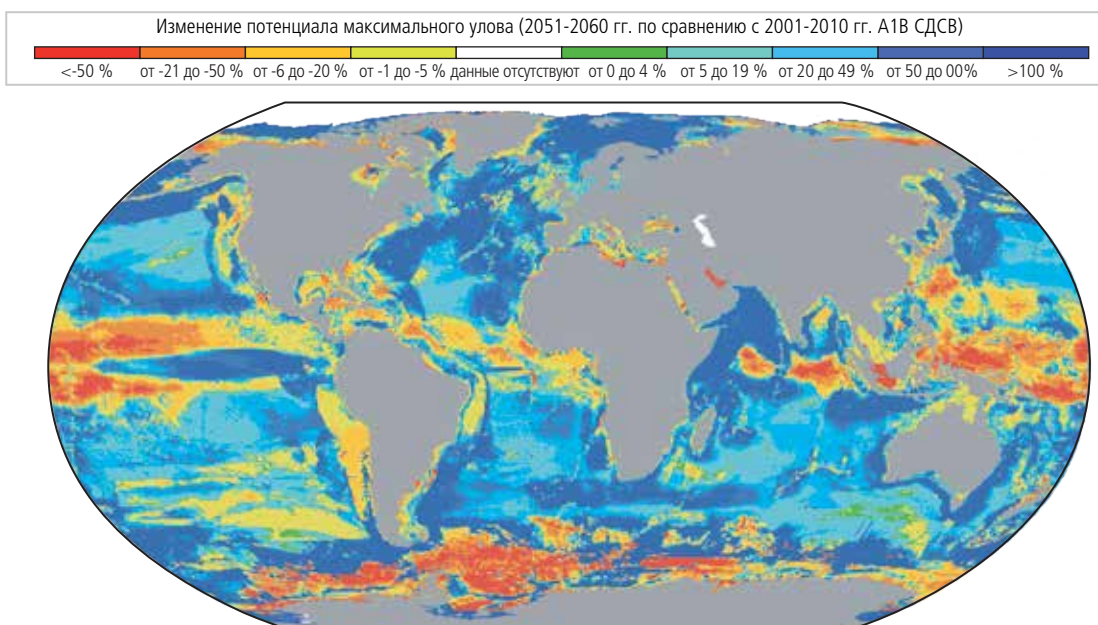 Изменение потенциала максимального улова (2051-2060 гг. по сравнению с 2001-2010 гг. А1В СДСВ)
<-50 % от -21 до -50 % от -6 до -20 % от -1 до -5 % данные отсутствуют от 0 до 4 % от 5 до 19 % от 20 до 49 % от 50 до 00% >100 %